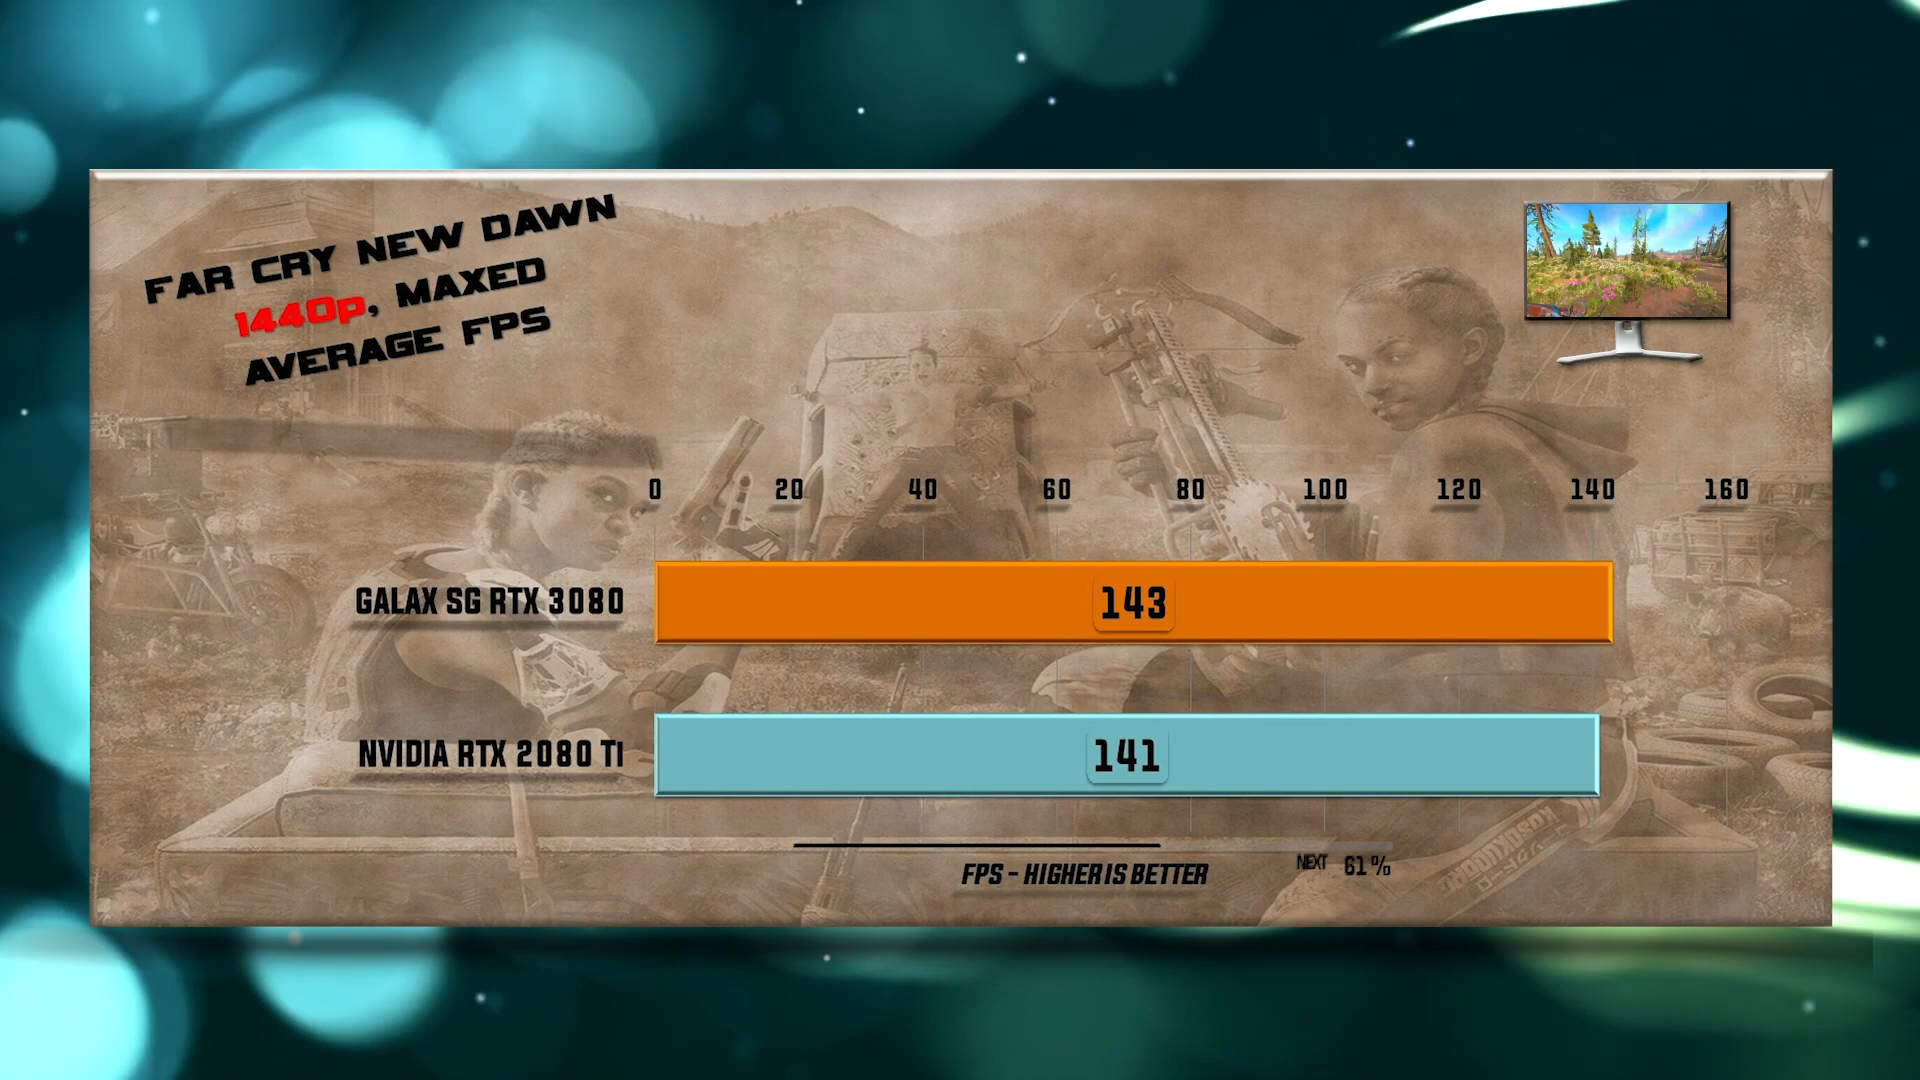 FAR CRY NEW DAWN
1440p, MAXED
AVERAGE FPS
0 20 40 60 80 100 120 140 160
GALAX SG RTX 3080
143
NVIDIA RTX 2080 TI
141
FPS - HIGHER IS BETTER
NEXT 61%